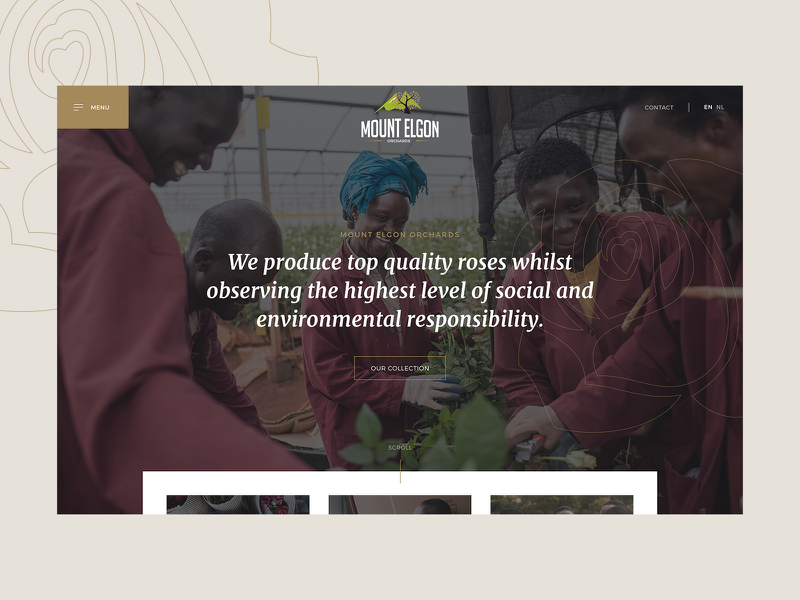 MENU
MOUNT ELGON
ORCHARDS
CONTACT
EN NL
MOUNT ELGON ORCHARDS
We produce top quality roses whilst
observing the highest level of social and
environmental responsibility.
OUR COLLECTION
SCROLL